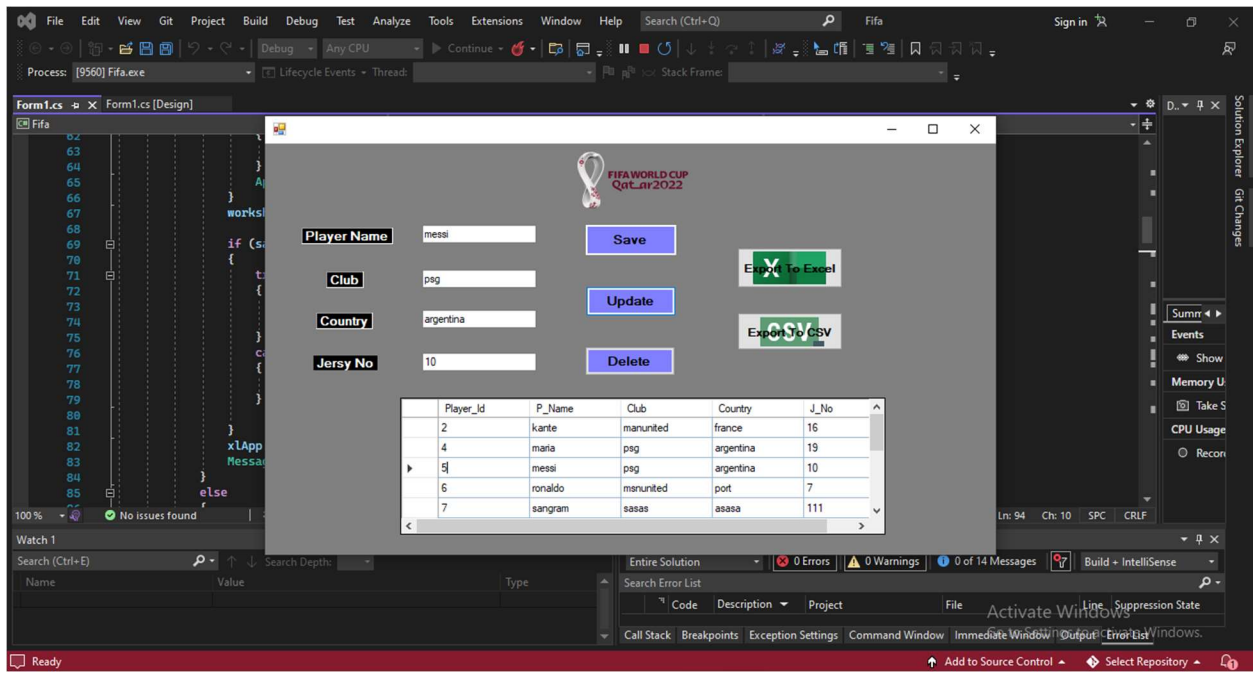 File Edit View Git Project Build Debug Test Analyze Tools Extensions Window Help Search (Ctrl+Q) Fifa Sign in
Debug Any CPU Continue
Process: [9560] Fifa.exe Lifecycle Events Thread: Stack Frame:
Form1.cs Form1.cs [Design]
Fifa
62
63
64 }
65
66 }
67 works
68
69 if (sa
70 {
71
72 {
73
74
75 }
76
77 {
78
79 }
80
81 }
82 xlApp
83 Messa
84 }
85 else
FIFA WORLD CUP
Qat_ar2022
Player Name messi Save
Export To Excel
Club psg
Update
Country argentina
Export To CSV
Jersy No 10 Delete
Player_Id P_Name Club Country J_No
2 kante manunited france 16
4 maria psg argentina 19
5 messi psg argentina 10
6 ronaldo msnunited port 7
7 sangram sasas asasa 111
Solution Explorer
Git Changes
Summ
Events
Show
Memory U
Take S
CPU Usage
Recor
100 % No issues found Ln: 94 Ch: 10 SPC CRLF
Watch 1
Search (Ctrl+E) Search Depth:
Name Value Type
Entire Solution 0 Errors 0 Warnings 0 of 14 Messages Build + IntelliSense
Search Error List
Code Description Project File Line Suppression State
Activate Windows
Go to Settings to activate Windows.
Call Stack Breakpoints Exception Settings Command Window Immediate Window Output Error List
Ready Add to Source Control Select Repository